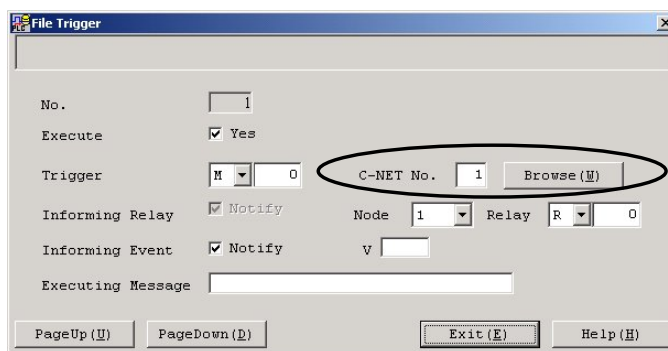 File Trigger
No. 1
Execute Yes
Trigger M 0 C-NET No. 1 Browse(W)
Informing Relay Notify Node 1 Relay R 0
Informing Event Notify V
Executing Message
PageUp(U) PageDown(D) Exit(E) Help(H)